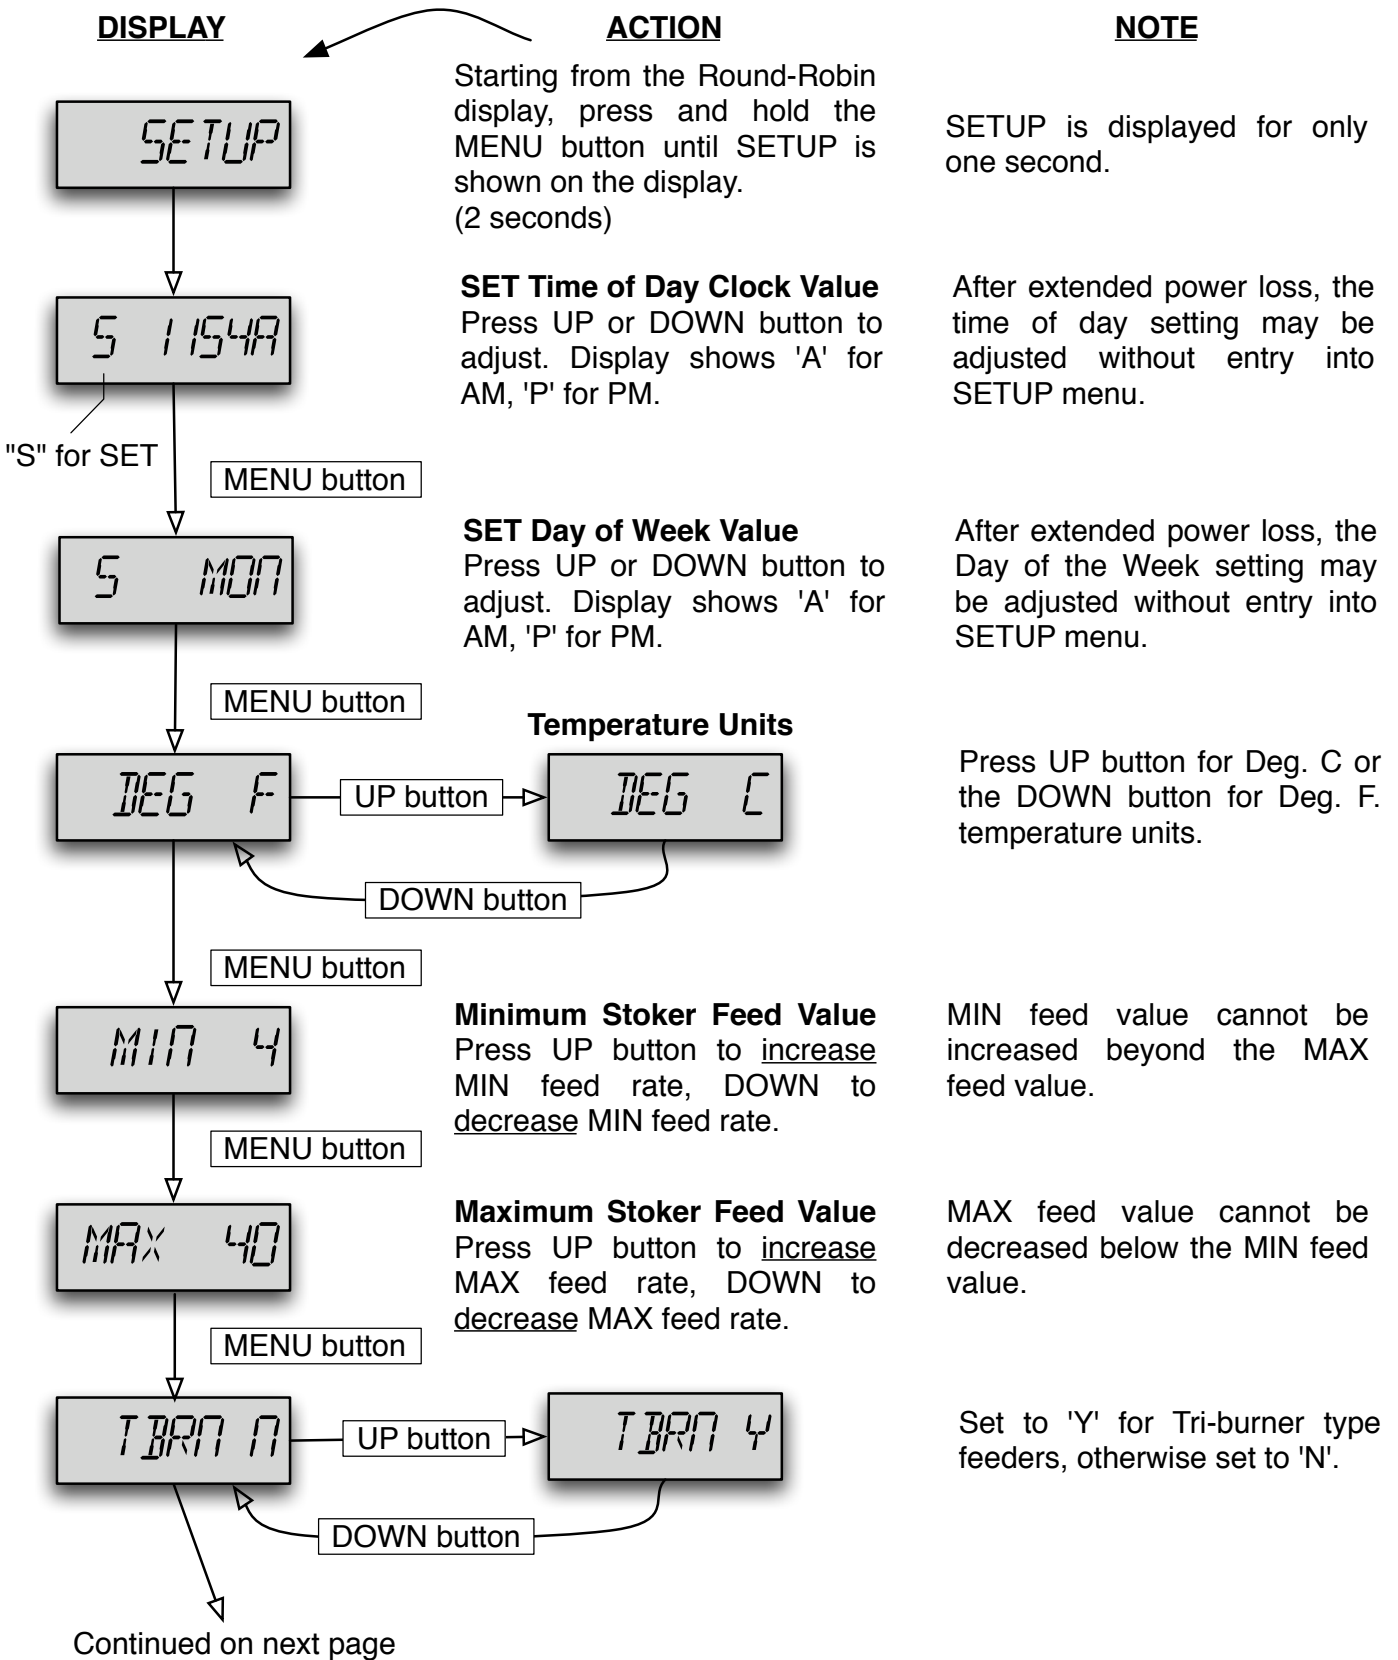 DISPLAY
ACTION
NOTE
SETUP
Starting from the Round-Robin
display, press and hold the
MENU button until SETUP is
shown on the display.
(2 seconds)
SETUP is displayed for only
one second.
S 1154A
"S" for SET
SET Time of Day Clock Value
Press UP or DOWN button to
adjust. Display shows 'A' for
AM, 'P' for PM.
After extended power loss, the
time of day setting may be
adjusted without entry into
SETUP menu.
MENU button
S MON
SET Day of Week Value
Press UP or DOWN button to
adjust. Display shows 'A' for
AM, 'P' for PM.
After extended power loss, the
Day of the Week setting may
be adjusted without entry into
SETUP menu.
MENU button
Temperature Units
DEG F
UP button
DEG C
DOWN button
Press UP button for Deg. C or
the DOWN button for Deg. F.
temperature units.
MENU button
MIN 4
Minimum Stoker Feed Value
Press UP button to increase
MIN feed rate, DOWN to
decrease MIN feed rate.
MIN feed value cannot be
increased beyond the MAX
feed value.
MENU button
MAX 40
Maximum Stoker Feed Value
Press UP button to increase
MAX feed rate, DOWN to
decrease MAX feed rate.
MAX feed value cannot be
decreased below the MIN feed
value.
MENU button
TBRN N
UP button
TBRN Y
DOWN button
Set to 'Y' for Tri-burner type
feeders, otherwise set to 'N'.
Continued on next page